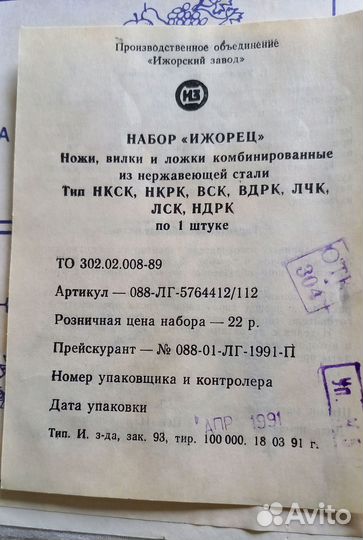 Производственное объединение
«Ижорский завод»
ИЗ
НАБОР «ИЖОРЕЦ»
Ножи, вилки и ложки комбинированные
из нержавеющей стали
Тип НКСК, НКРК, ВСК, ВДРК, ЛЧК,
ЛСК, НДРК
по 1 штуке
ТО 302.02.008-89
Артикул — 088-ЛГ-5764412/112
Розничная цена набора — 22 р.
Прейскурант — № 088-01-ЛГ-1991-П
Номер упаковщика и контролера
Дата упаковки
АПР 1991
Тип. И. з-да, зак. 93, тир. 100 000. 18 03 91 г.
ОТК
304
УП
Avito